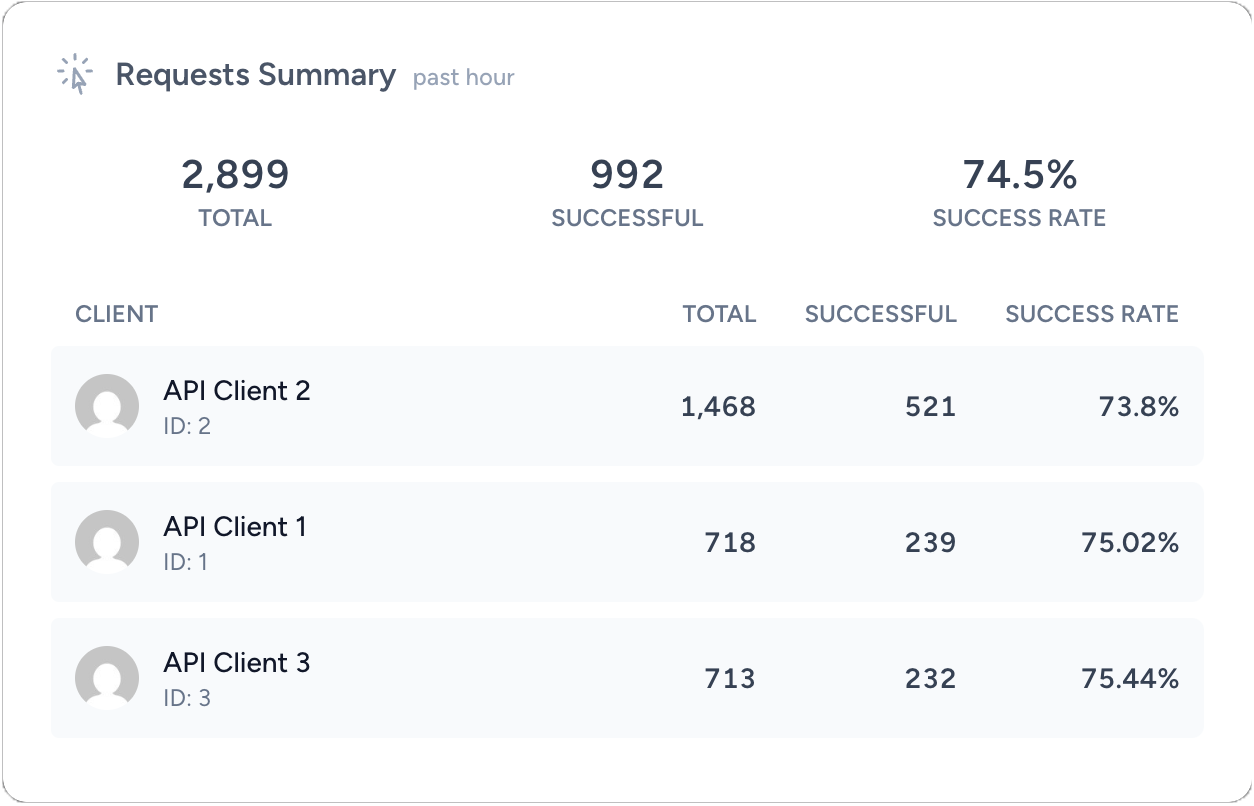 Requests Summary past hour
2,899 992 74.5%
TOTAL SUCCESSFUL SUCCESS RATE
CLIENT TOTAL SUCCESSFUL SUCCESS RATE
API Client 2
ID: 2
1,468 521 73.8%
API Client 1
ID: 1
718 239 75.02%
API Client 3
ID: 3
713 232 75.44%